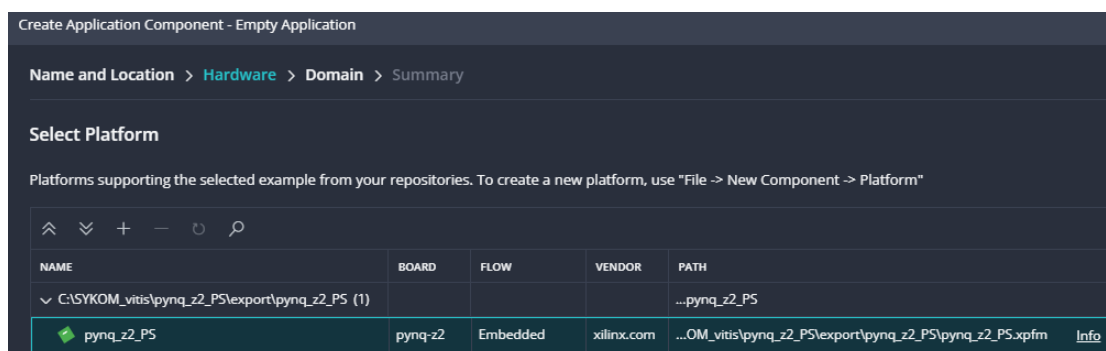 Create Application Component - Empty Application
Name and Location > Hardware > Domain > Summary
Select Platform
Platforms supporting the selected example from your repositories. To create a new platform, use "File -> New Component -> Platform"
NAME BOARD FLOW VENDOR PATH
C:\SYKOM_vitis\pynq_z2_PS\export\pynq_z2_PS (1) ...pynq_z2_PS
pynq_z2_PS pynq-z2 Embedded xilinx.com ...OM_vitis\pynq_z2_PS\export\pynq_z2_PS\pynq_z2_PS.xpfm Info